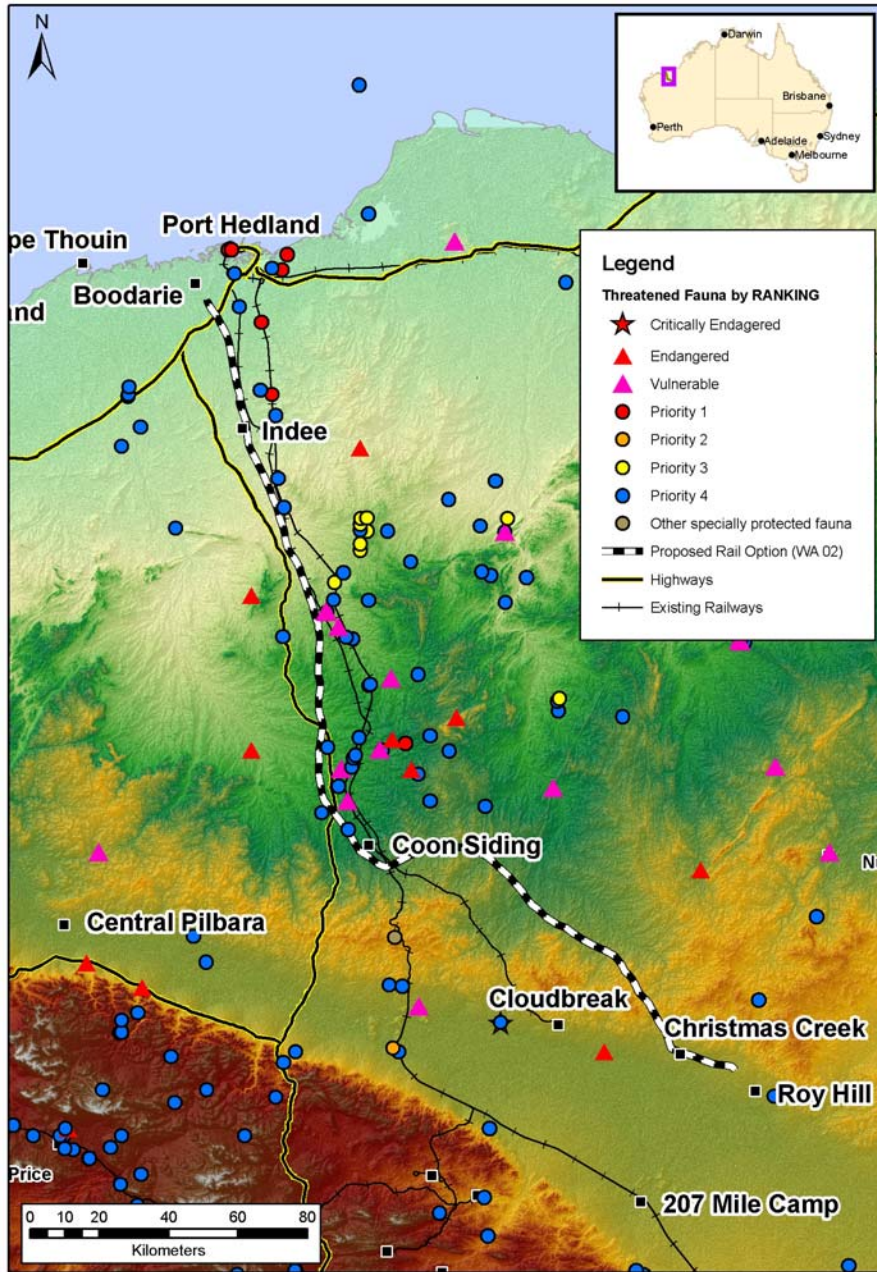 N
Darwin
Brisbane
Perth
Adelaide
Sydney
Melbourne
Port Hedland
pe Thouin
Boodarie
and
Legend
Threatened Fauna by RANKING
Critically Endagered
Endangered
Vulnerable
Priority 1
Priority 2
Priority 3
Priority 4
Other specially protected fauna
Proposed Rail Option (WA 02)
Highways
Existing Railways
Indee
Coon Siding
Nu
Central Pilbara
Cloudbreak
Christmas Creek
Roy Hill
Price
207 Mile Camp
0 10 20 40 60 80
Kilometers